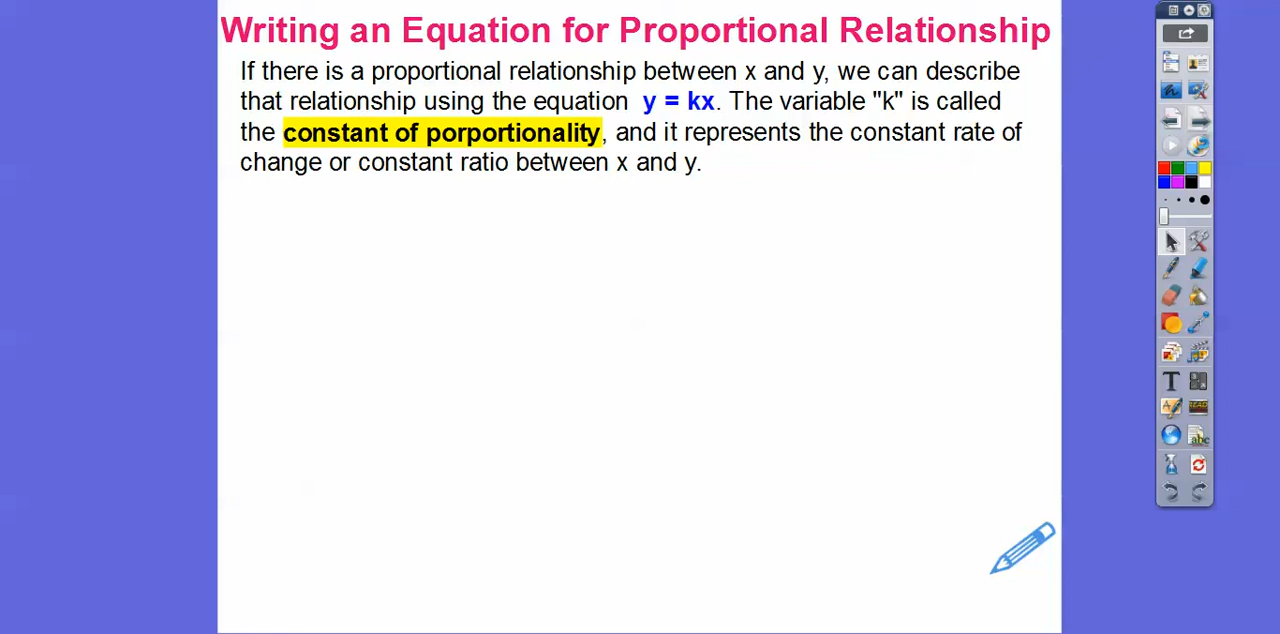 Writing an Equation for Proportional Relationship
If there is a proportional relationship between x and y, we can describe
that relationship using the equation y = kx. The variable "k" is called
the constant of porportionality, and it represents the constant rate of
change or constant ratio between x and y.